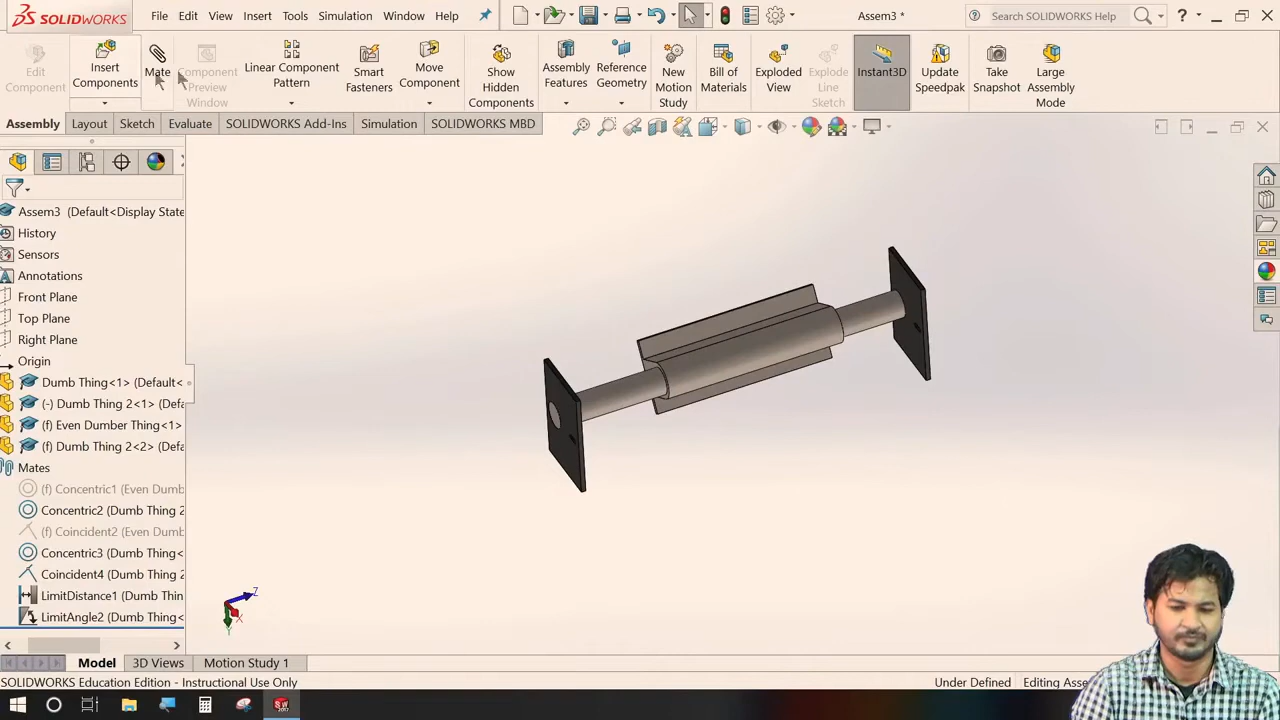 SOLIDWORKS File Edit View Insert Tools Simulation Window Help Assem3 * Search SOLIDWORKS Help ?
Edit Component
Insert Components
Mate
Component Preview Window
Linear Component Pattern
Smart Fasteners
Move Component
Show Hidden Components
Assembly Features
Reference Geometry
New Motion Study
Bill of Materials
Exploded View
Explode Line Sketch
Instant3D
Update Speedpak
Take Snapshot
Large Assembly Mode
Assembly Layout Sketch Evaluate SOLIDWORKS Add-Ins Simulation SOLIDWORKS MBD
Assem3 (Default<Display State
History
Sensors
Annotations
Front Plane
Top Plane
Right Plane
Origin
Dumb Thing<1> (Default<
(-) Dumb Thing 2<1> (Defa
(f) Even Dumber Thing<1>
(f) Dumb Thing 2<2> (Defa
Mates
(f) Concentric1 (Even Dumb
Concentric2 (Dumb Thing 2
(f) Coincident2 (Even Dumb
Concentric3 (Dumb Thing<
Coincident4 (Dumb Thing 2
LimitDistance1 (Dumb Thin
LimitAngle2 (Dumb Thing<
Z
X
Y
Model 3D Views Motion Study 1
SOLIDWORKS Education Edition - Instructional Use Only Under Defined Editing Asse